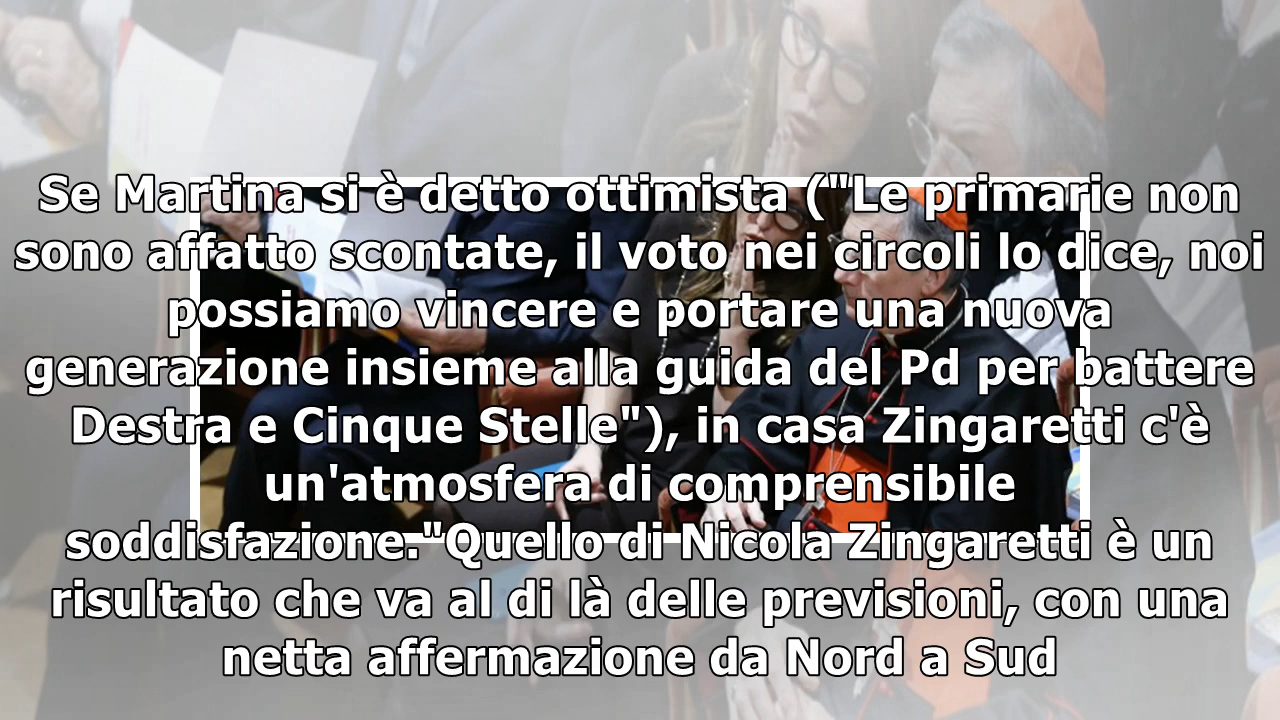 Se Martina si è detto ottimista ("Le primarie non
sono affatto scontate, il voto nei circoli lo dice, noi
possiamo vincere e portare una nuova
generazione insieme alla guida del Pd per battere
Destra e Cinque Stelle"), in casa Zingaretti c'è
un'atmosfera di comprensibile
soddisfazione."Quello di Nicola Zingaretti è un
risultato che va al di là delle previsioni, con una
netta affermazione da Nord a Sud